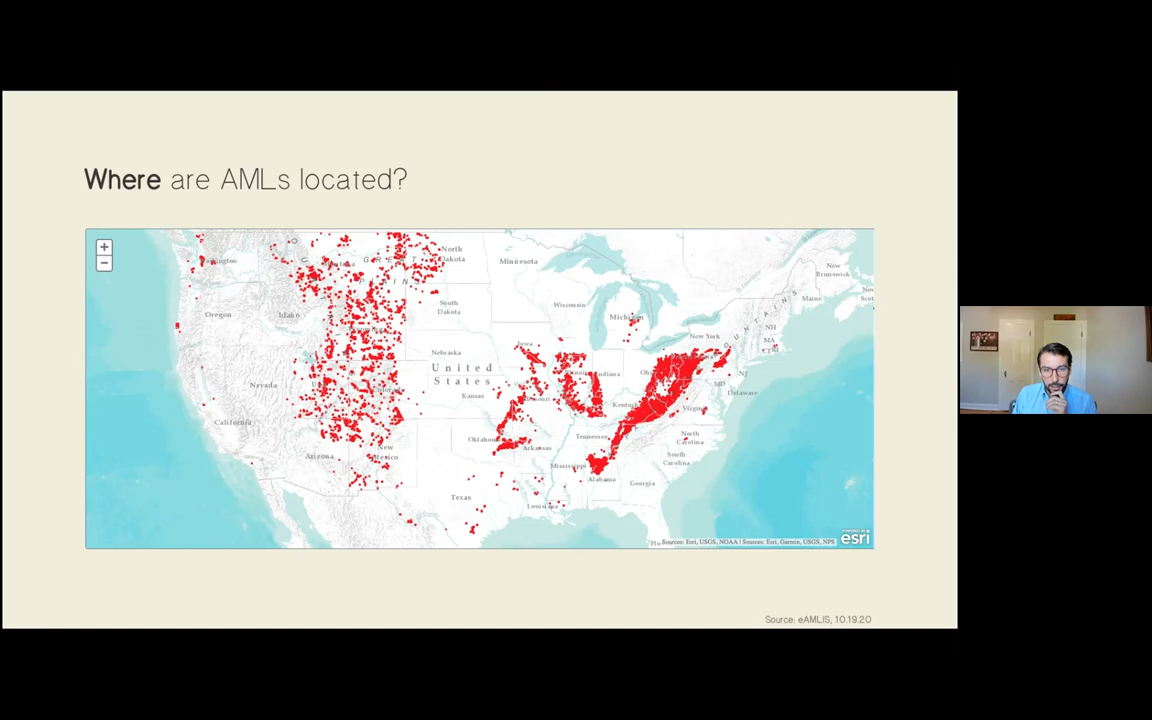 Where are AMLs located?
+
−
North
Dakota
Minnesota
New
Brunswick
Maine
Oregon
Idaho
South
Dakota
Wisconsin
Michigan
NH
MA
New York
Nebraska
Iowa
United
States
Indiana
NJ
MD
Delaware
Nevada
Kansas
Kentucky
Virginia
California
Oklahoma
Tennessee
North
Carolina
Arkansas
Arizona
New
Mexico
South
Carolina
Mississippi
Alabama
Georgia
Texas
Louisiana
esri
Sources: Esri, USGS, NOAA | Sources: Esri, Garmin, USGS, NPS
Source: eAMLIS, 10.19.20